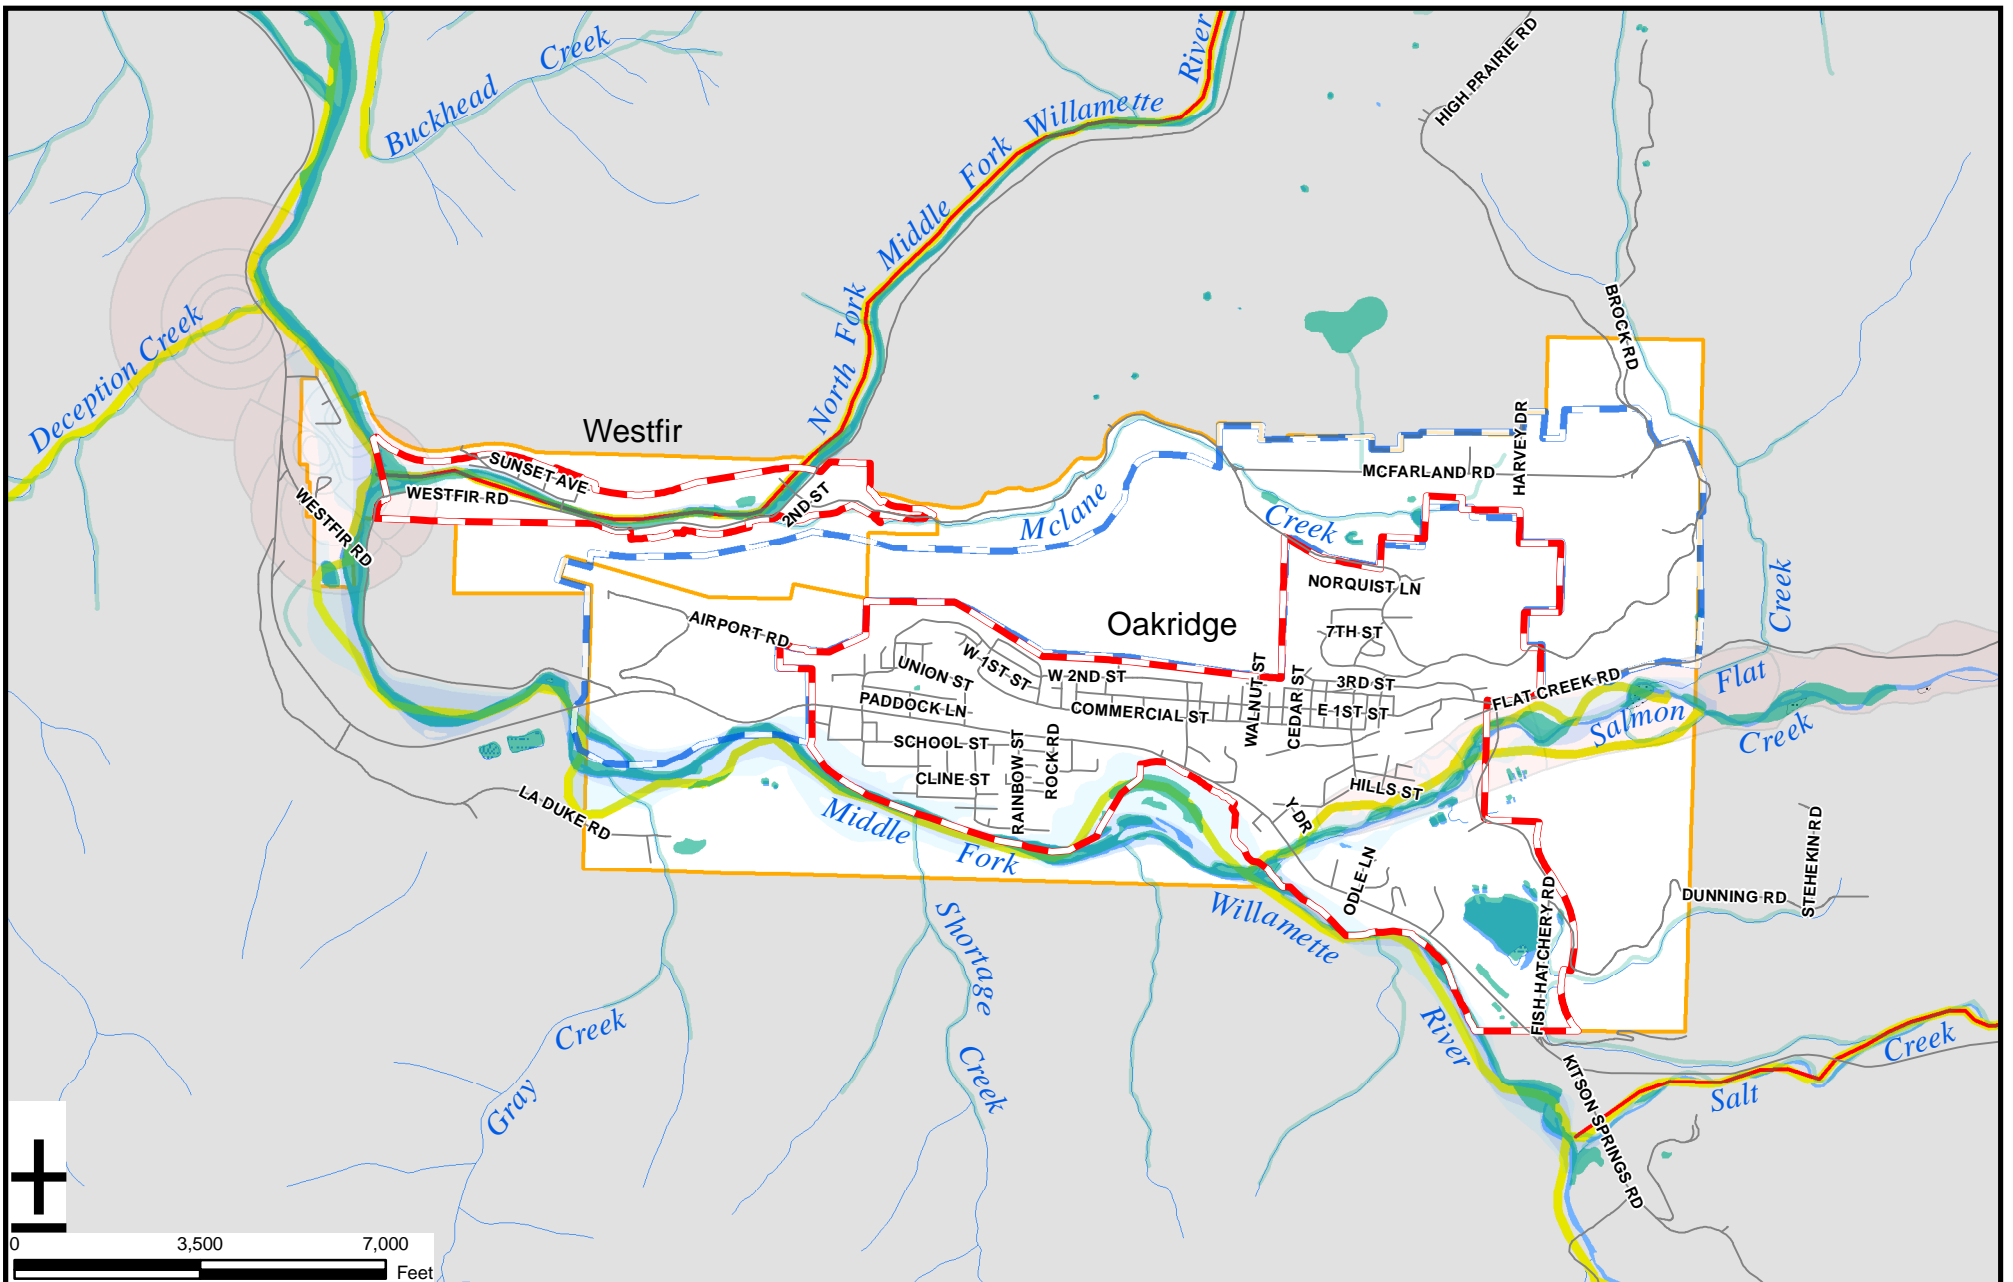 Buckhead Creek
North Fork Middle Fork Willamette River
HIGH PRAIRIE RD
BROCK RD
Deception Creek
Westfir
SUNSET AVE
WESTFIR RD
WESTFIR RD
2ND ST
Mclane Creek
MCFARLAND RD
HARVEY DR
NORQUIST LN
Oakridge
AIRPORT RD
7TH ST
UNION ST
W 1ST ST
W 2ND ST
3RD ST
PADDOCK LN
COMMERCIAL ST
WALNUT ST
CEDAR ST
E 1ST ST
FLAT CREEK RD
Flat Creek
Salmon Creek
SCHOOL ST
CLINE ST
RAINBOW ST
ROCK RD
HILLS ST
Y DR
LA DUKE RD
Middle Fork Willamette River
ODLE LN
FISH HATCHERY RD
DUNNING RD
STEHEKIN RD
Shortage Creek
Gray Creek
KITSON SPRINGS RD
Salt Creek
0 3,500 7,000
Feet